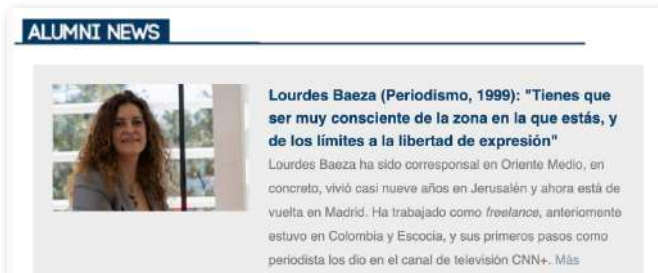 ALUMNI NEWS
Lourdes Baeza (Periodismo, 1999): "Tienes que
ser muy consciente de la zona en la que estás, y
de los límites a la libertad de expresión"
Lourdes Baeza ha sido corresponsal en Oriente Medio, en
concreto, vivió casi nueve años en Jerusalén y ahora está de
vuelta en Madrid. Ha trabajado como freelance, anteriormente
estuvo en Colombia y Escocia, y sus primeros pasos como
periodista los dio en el canal de televisión CNN+. Más